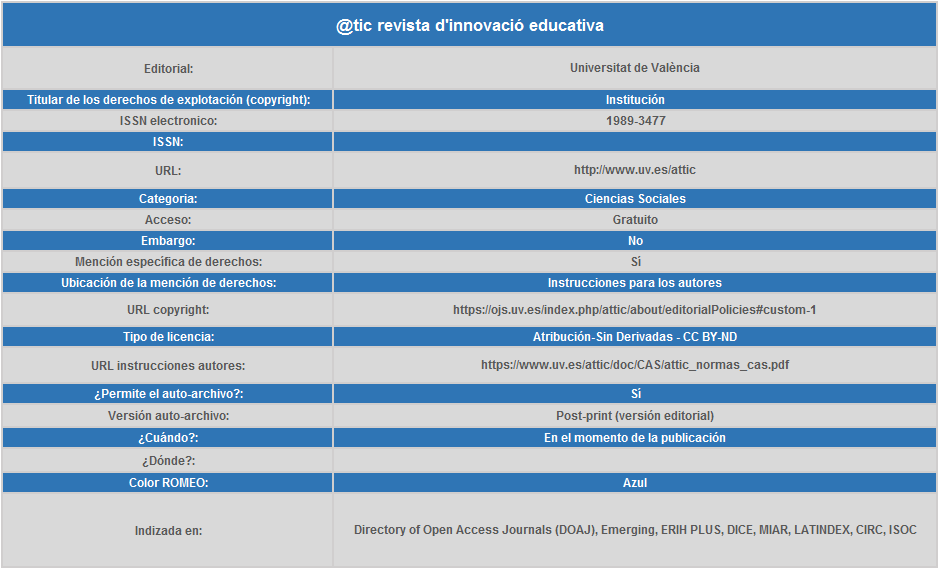 @tic revista d'innovació educativa
Editorial: Universitat de València
Titular de los derechos de explotación (copyright): Institución
ISSN electronico: 1989-3477
ISSN:
URL: http://www.uv.es/attic
Categoria: Ciencias Sociales
Acceso: Gratuito
Embargo: No
Mención específica de derechos: Sí
Ubicación de la mención de derechos: Instrucciones para los autores
URL copyright: https://ojs.uv.es/index.php/attic/about/editorialPolicies#custom-1
Tipo de licencia: Atribución-Sin Derivadas - CC BY-ND
URL instrucciones autores: https://www.uv.es/attic/doc/CAS/attic_normas_cas.pdf
¿Permite el auto-archivo?: Sí
Versión auto-archivo: Post-print (versión editorial)
¿Cuándo?: En el momento de la publicación
¿Dónde?:
Color ROMEO: Azul
Indizada en: Directory of Open Access Journals (DOAJ), Emerging, ERIH PLUS, DICE, MIAR, LATINDEX, CIRC, ISOC